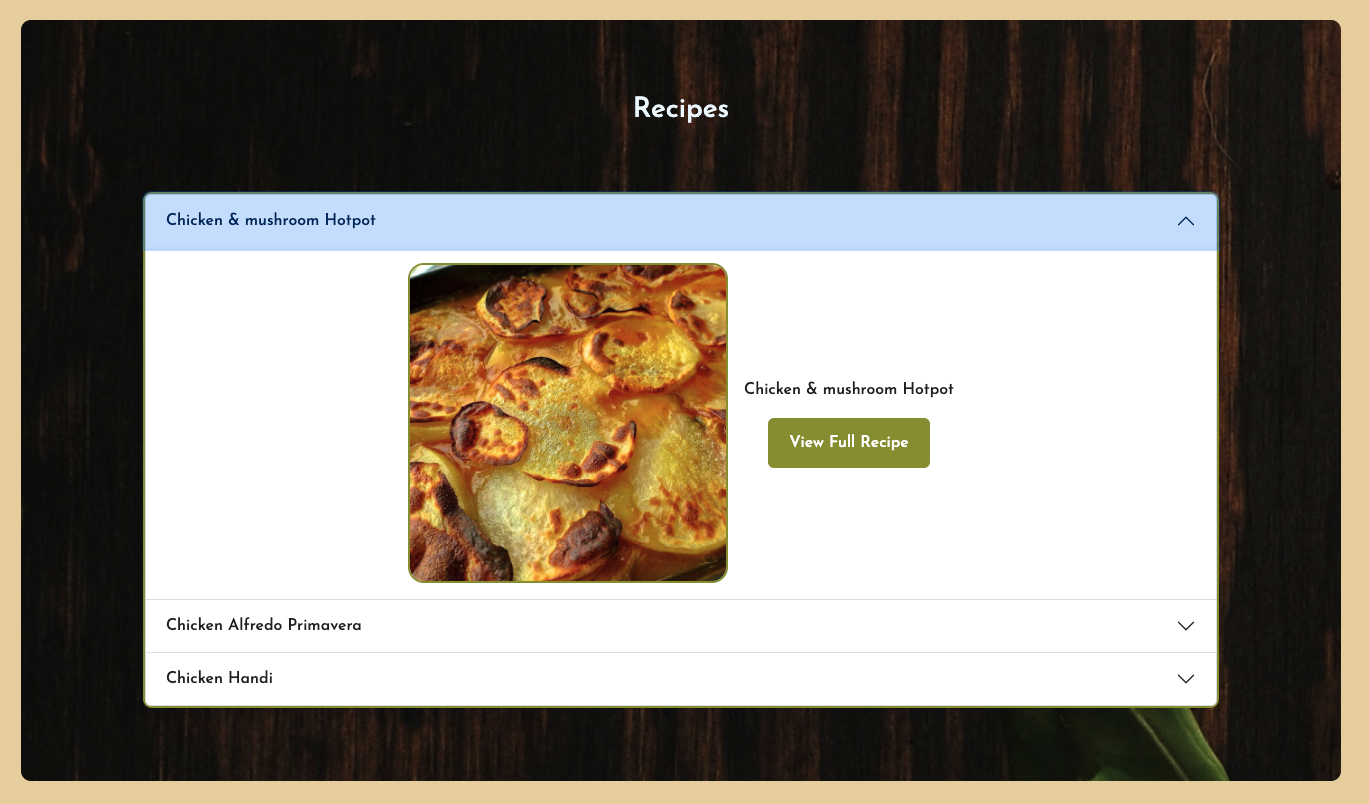 Recipes
Chicken & mushroom Hotpot
Chicken & mushroom Hotpot
View Full Recipe
Chicken Alfredo Primavera
Chicken Handi